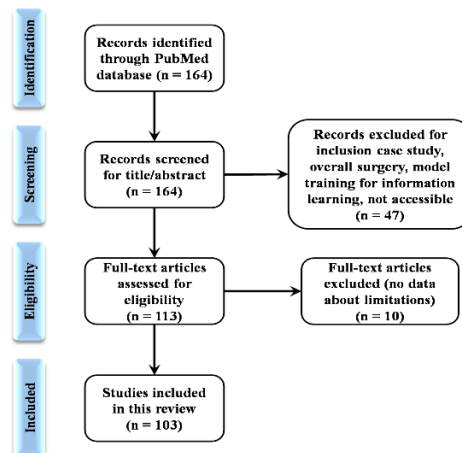 Identification
Records identified
through PubMed
database (n = 164)
Screening
Records screened
for title/abstract
(n = 164)
Records excluded for
inclusion case study,
overall surgery, model
training for information
learning, not accessible
(n = 47)
Eligibility
Full-text articles
assessed for
eligibility
(n = 113)
Full-text articles
excluded (no data
about limitations)
(n = 10)
Included
Studies included
in this review
(n = 103)